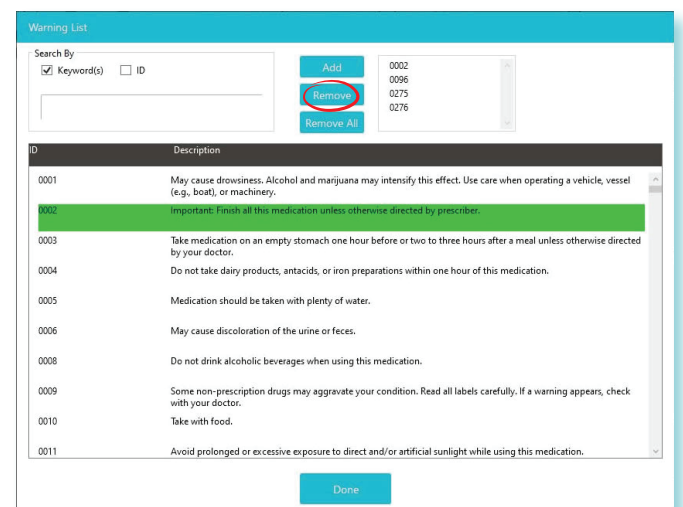 Warning List
Search By
Keyword(s) ID
Add
Remove
Remove All
0002
0096
0275
0276
ID Description
0001 May cause drowsiness. Alcohol and marijuana may intensify this effect. Use care when operating a vehicle, vessel
(e.g., boat), or machinery.
0002 Important: Finish all this medication unless otherwise directed by prescriber.
0003 Take medication on an empty stomach one hour before or two to three hours after a meal unless otherwise directed
by your doctor.
0004 Do not take dairy products, antacids, or iron preparations within one hour of this medication.
0005 Medication should be taken with plenty of water.
0006 May cause discoloration of the urine or feces.
0008 Do not drink alcoholic beverages when using this medication.
0009 Some non-prescription drugs may aggravate your condition. Read all labels carefully. If a warning appears, check
with your doctor.
0010 Take with food.
0011 Avoid prolonged or excessive exposure to direct and/or artificial sunlight while using this medication.
Done